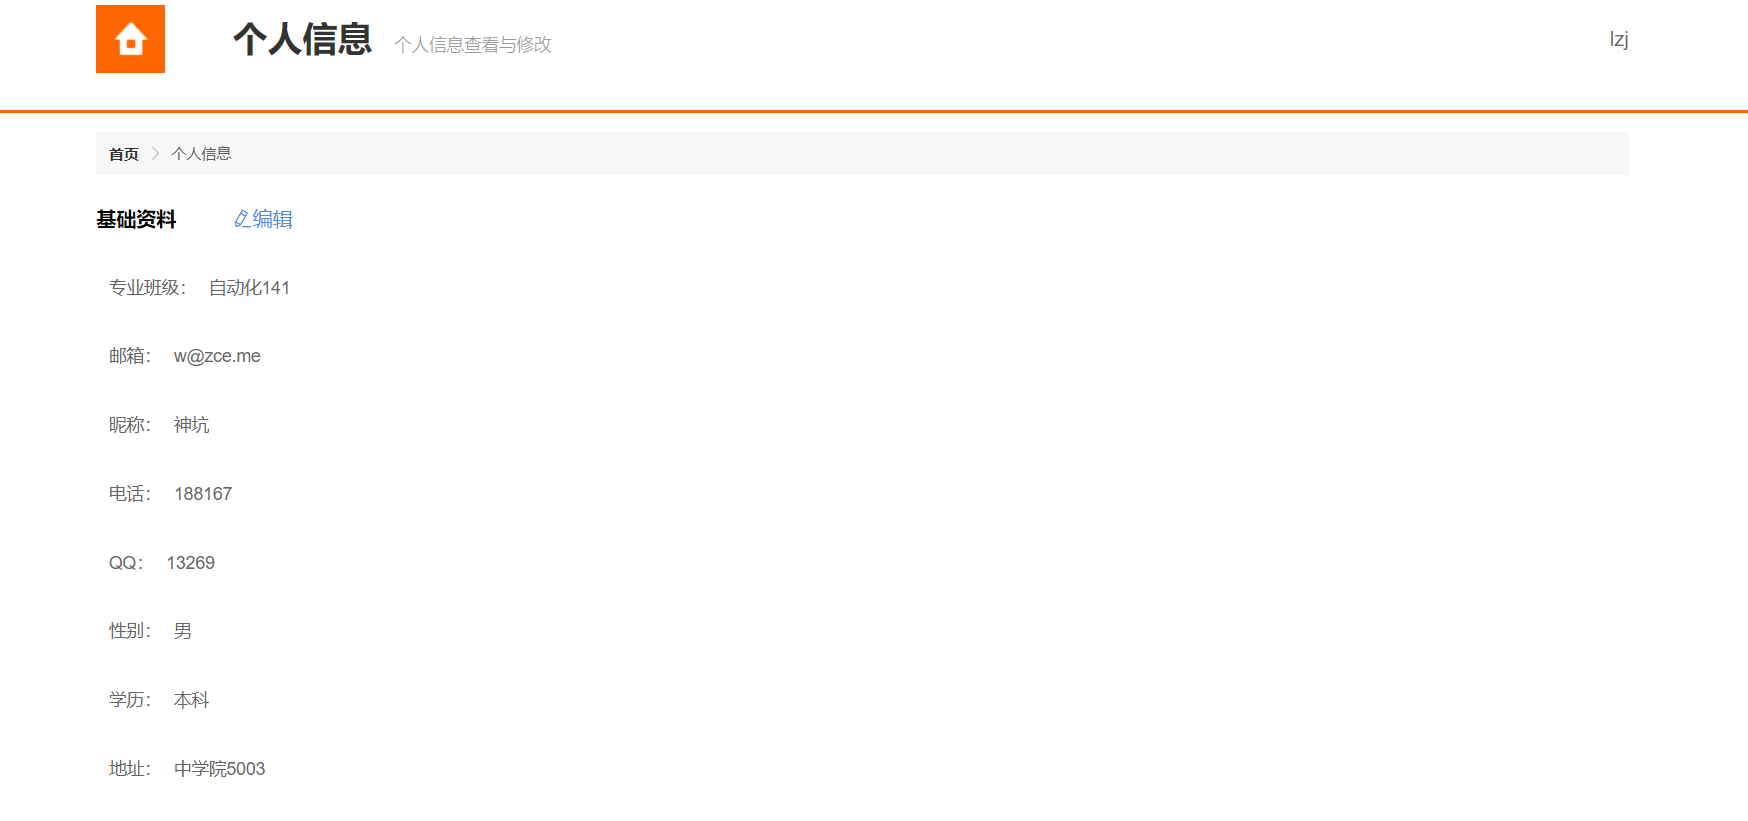 个人信息 个人信息查看与修改 lzj
首页 > 个人信息
基础资料 编辑
专业班级： 自动化141
邮箱： w@zce.me
昵称： 神坑
电话： 188167
QQ： 13269
性别： 男
学历： 本科
地址： 中学院5003